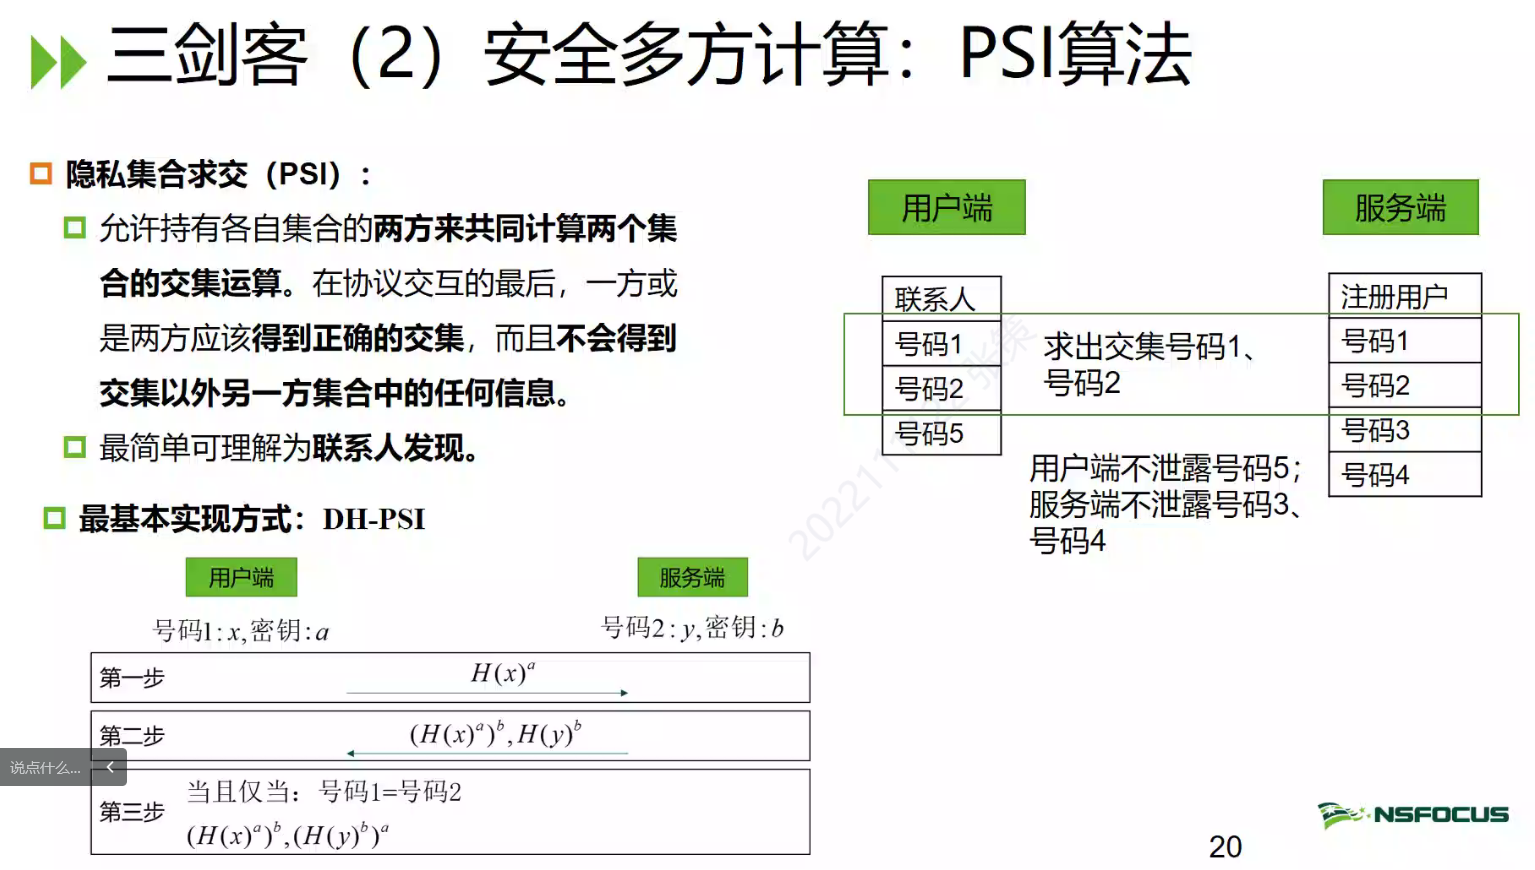 三剑客（2）安全多方计算：PSI算法
隐私集合求交（PSI）：
允许持有各自集合的两方来共同计算两个集
合的交集运算。在协议交互的最后，一方或
是两方应该得到正确的交集，而且不会得到
交集以外另一方集合中的任何信息。
最简单可理解为联系人发现。
最基本实现方式：DH-PSI
用户端
服务端
号码1:x,密钥:a
号码2:y,密钥:b
第一步
H(x)^a
第二步
(H(x)^a)^b,H(y)^b
第三步
当且仅当：号码1=号码2
(H(x)^a)^b,(H(y)^b)^a
说点什么...
用户端
服务端
联系人
号码1
号码2
号码5
求出交集号码1、
号码2
注册用户
号码1
号码2
号码3
号码4
用户端不泄露号码5；
服务端不泄露号码3、
号码4
张策
NSFOCUS
20